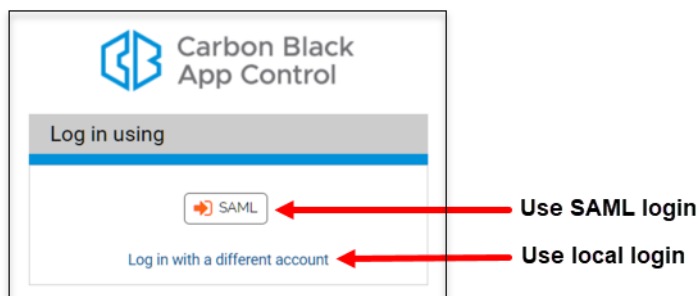 Carbon Black
App Control
Log in using
SAML
Use SAML login
Log in with a different account
Use local login